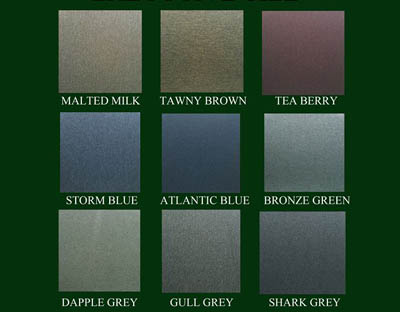 MALTED MILK TAWNY BROWN TEA BERRY
STORM BLUE ATLANTIC BLUE BRONZE GREEN
DAPPLE GREY GULL GREY SHARK GREY